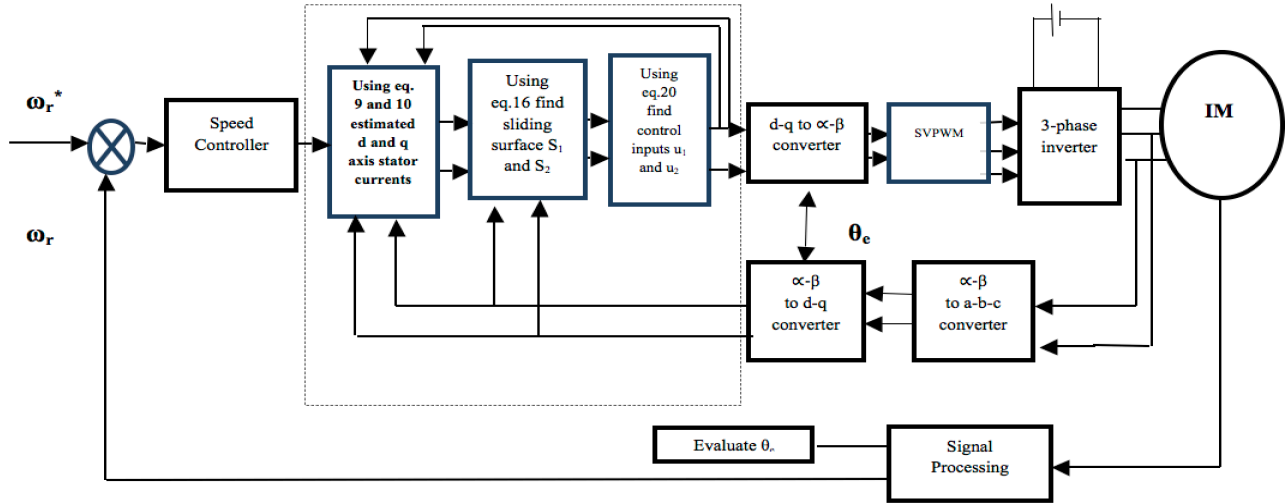 ωr*
Speed
Controller
Using eq.
9 and 10
estimated
d and q
axis stator
currents
Using
eq.16 find
sliding
surface S1
and S2
Using
eq.20
find
control
inputs u1
and u2
d-q to ∝-β
converter
SVPWM
3-phase
inverter
IM
ωr
θe
∝-β
to d-q
converter
∝-β
to a-b-c
converter
Evaluate θe
Signal
Processing